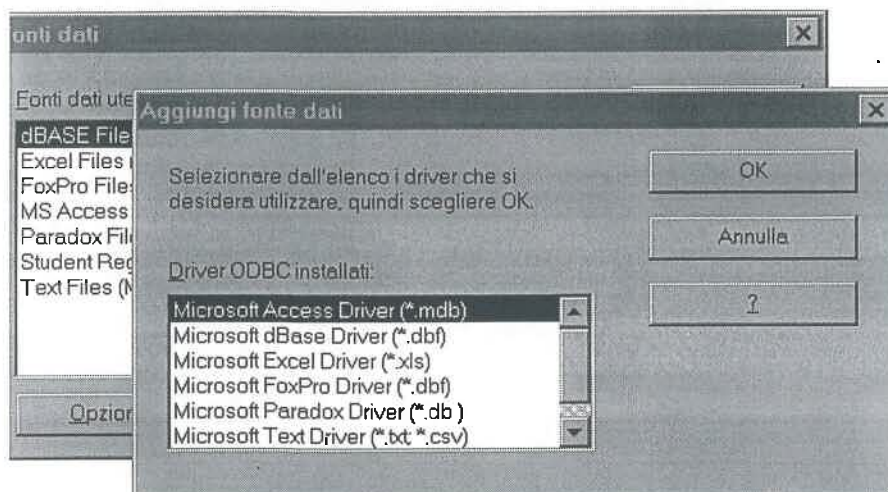 onti dati
Fonti dati ute
dBASE File
Excel Files
FoxPro File
MS Access
Paradox Fil
Student Reg
Text Files (M
Opzion
Aggiungi fonte dati
Selezionare dall'elenco i driver che si
desidera utilizzare, quindi scegliere OK.
Driver ODBC installati:
Microsoft Access Driver (*.mdb)
Microsoft dBase Driver (*.dbf)
Microsoft Excel Driver (*.xls)
Microsoft FoxPro Driver (*.dbf)
Microsoft Paradox Driver (*.db )
Microsoft Text Driver (*.txt; *.csv)
OK
Annulla
?